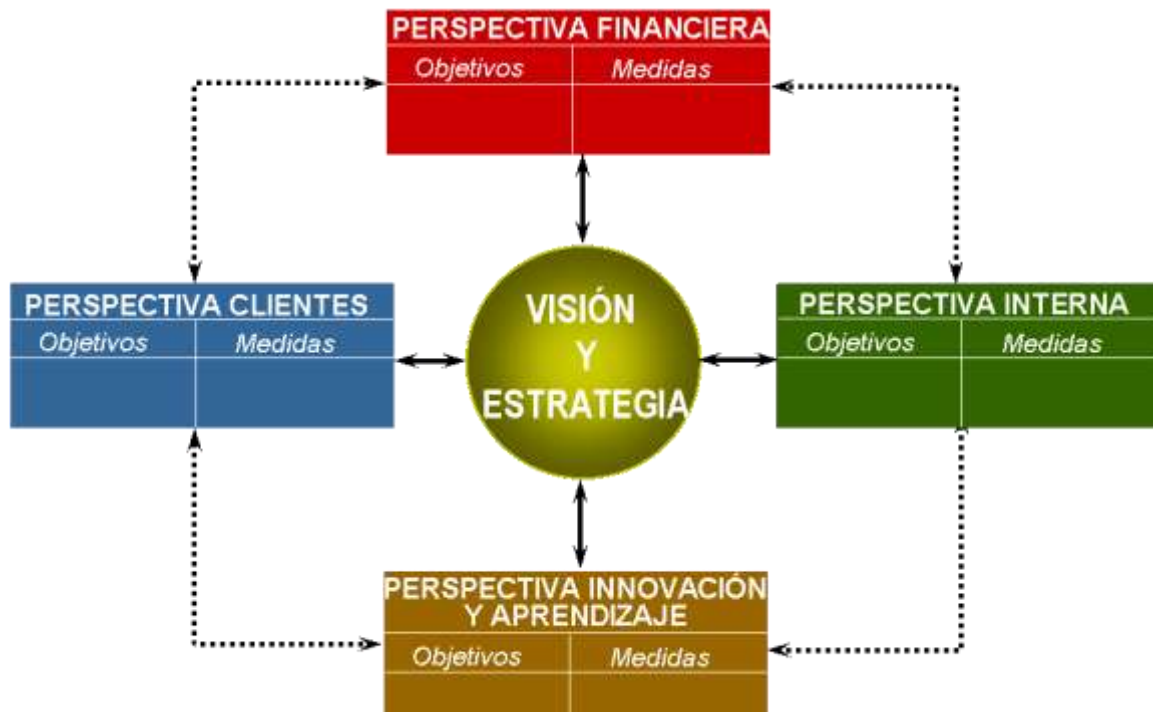 PERSPECTIVA FINANCIERA
Objetivos Medidas
PERSPECTIVA CLIENTES
Objetivos Medidas
VISIÓN
Y
ESTRATEGIA
PERSPECTIVA INTERNA
Objetivos Medidas
PERSPECTIVA INNOVACIÓN
Y APRENDIZAJE
Objetivos Medidas